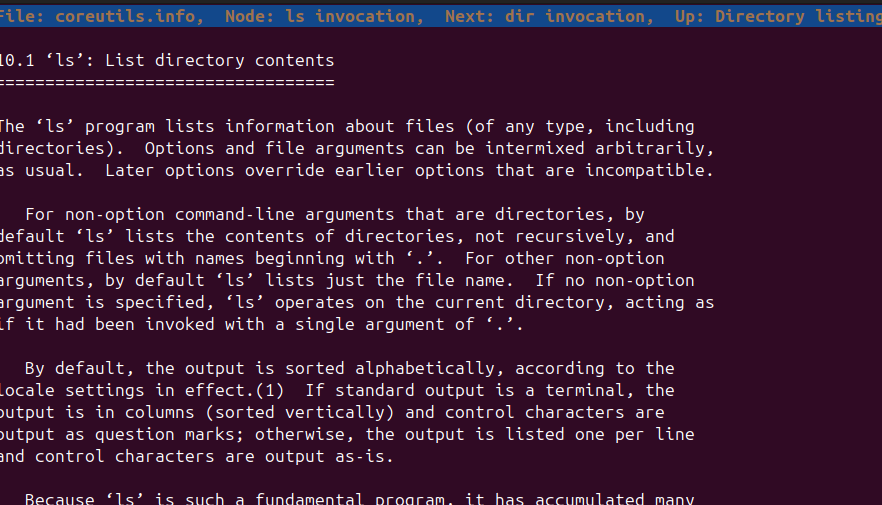 File: coreutils.info,  Node: ls invocation,  Next: dir invocation,  Up: Directory listing
10.1 ‘ls’: List directory contents
==================================
The ‘ls’ program lists information about files (of any type, including
directories).  Options and file arguments can be intermixed arbitrarily,
as usual.  Later options override earlier options that are incompatible.
For non-option command-line arguments that are directories, by
default ‘ls’ lists the contents of directories, not recursively, and
omitting files with names beginning with ‘.’.  For other non-option
arguments, by default ‘ls’ lists just the file name.  If no non-option
argument is specified, ‘ls’ operates on the current directory, acting as
if it had been invoked with a single argument of ‘.’.
By default, the output is sorted alphabetically, according to the
locale settings in effect.(1)  If standard output is a terminal, the
output is in columns (sorted vertically) and control characters are
output as question marks; otherwise, the output is listed one per line
and control characters are output as-is.
Because ‘ls’ is such a fundamental program, it has accumulated many